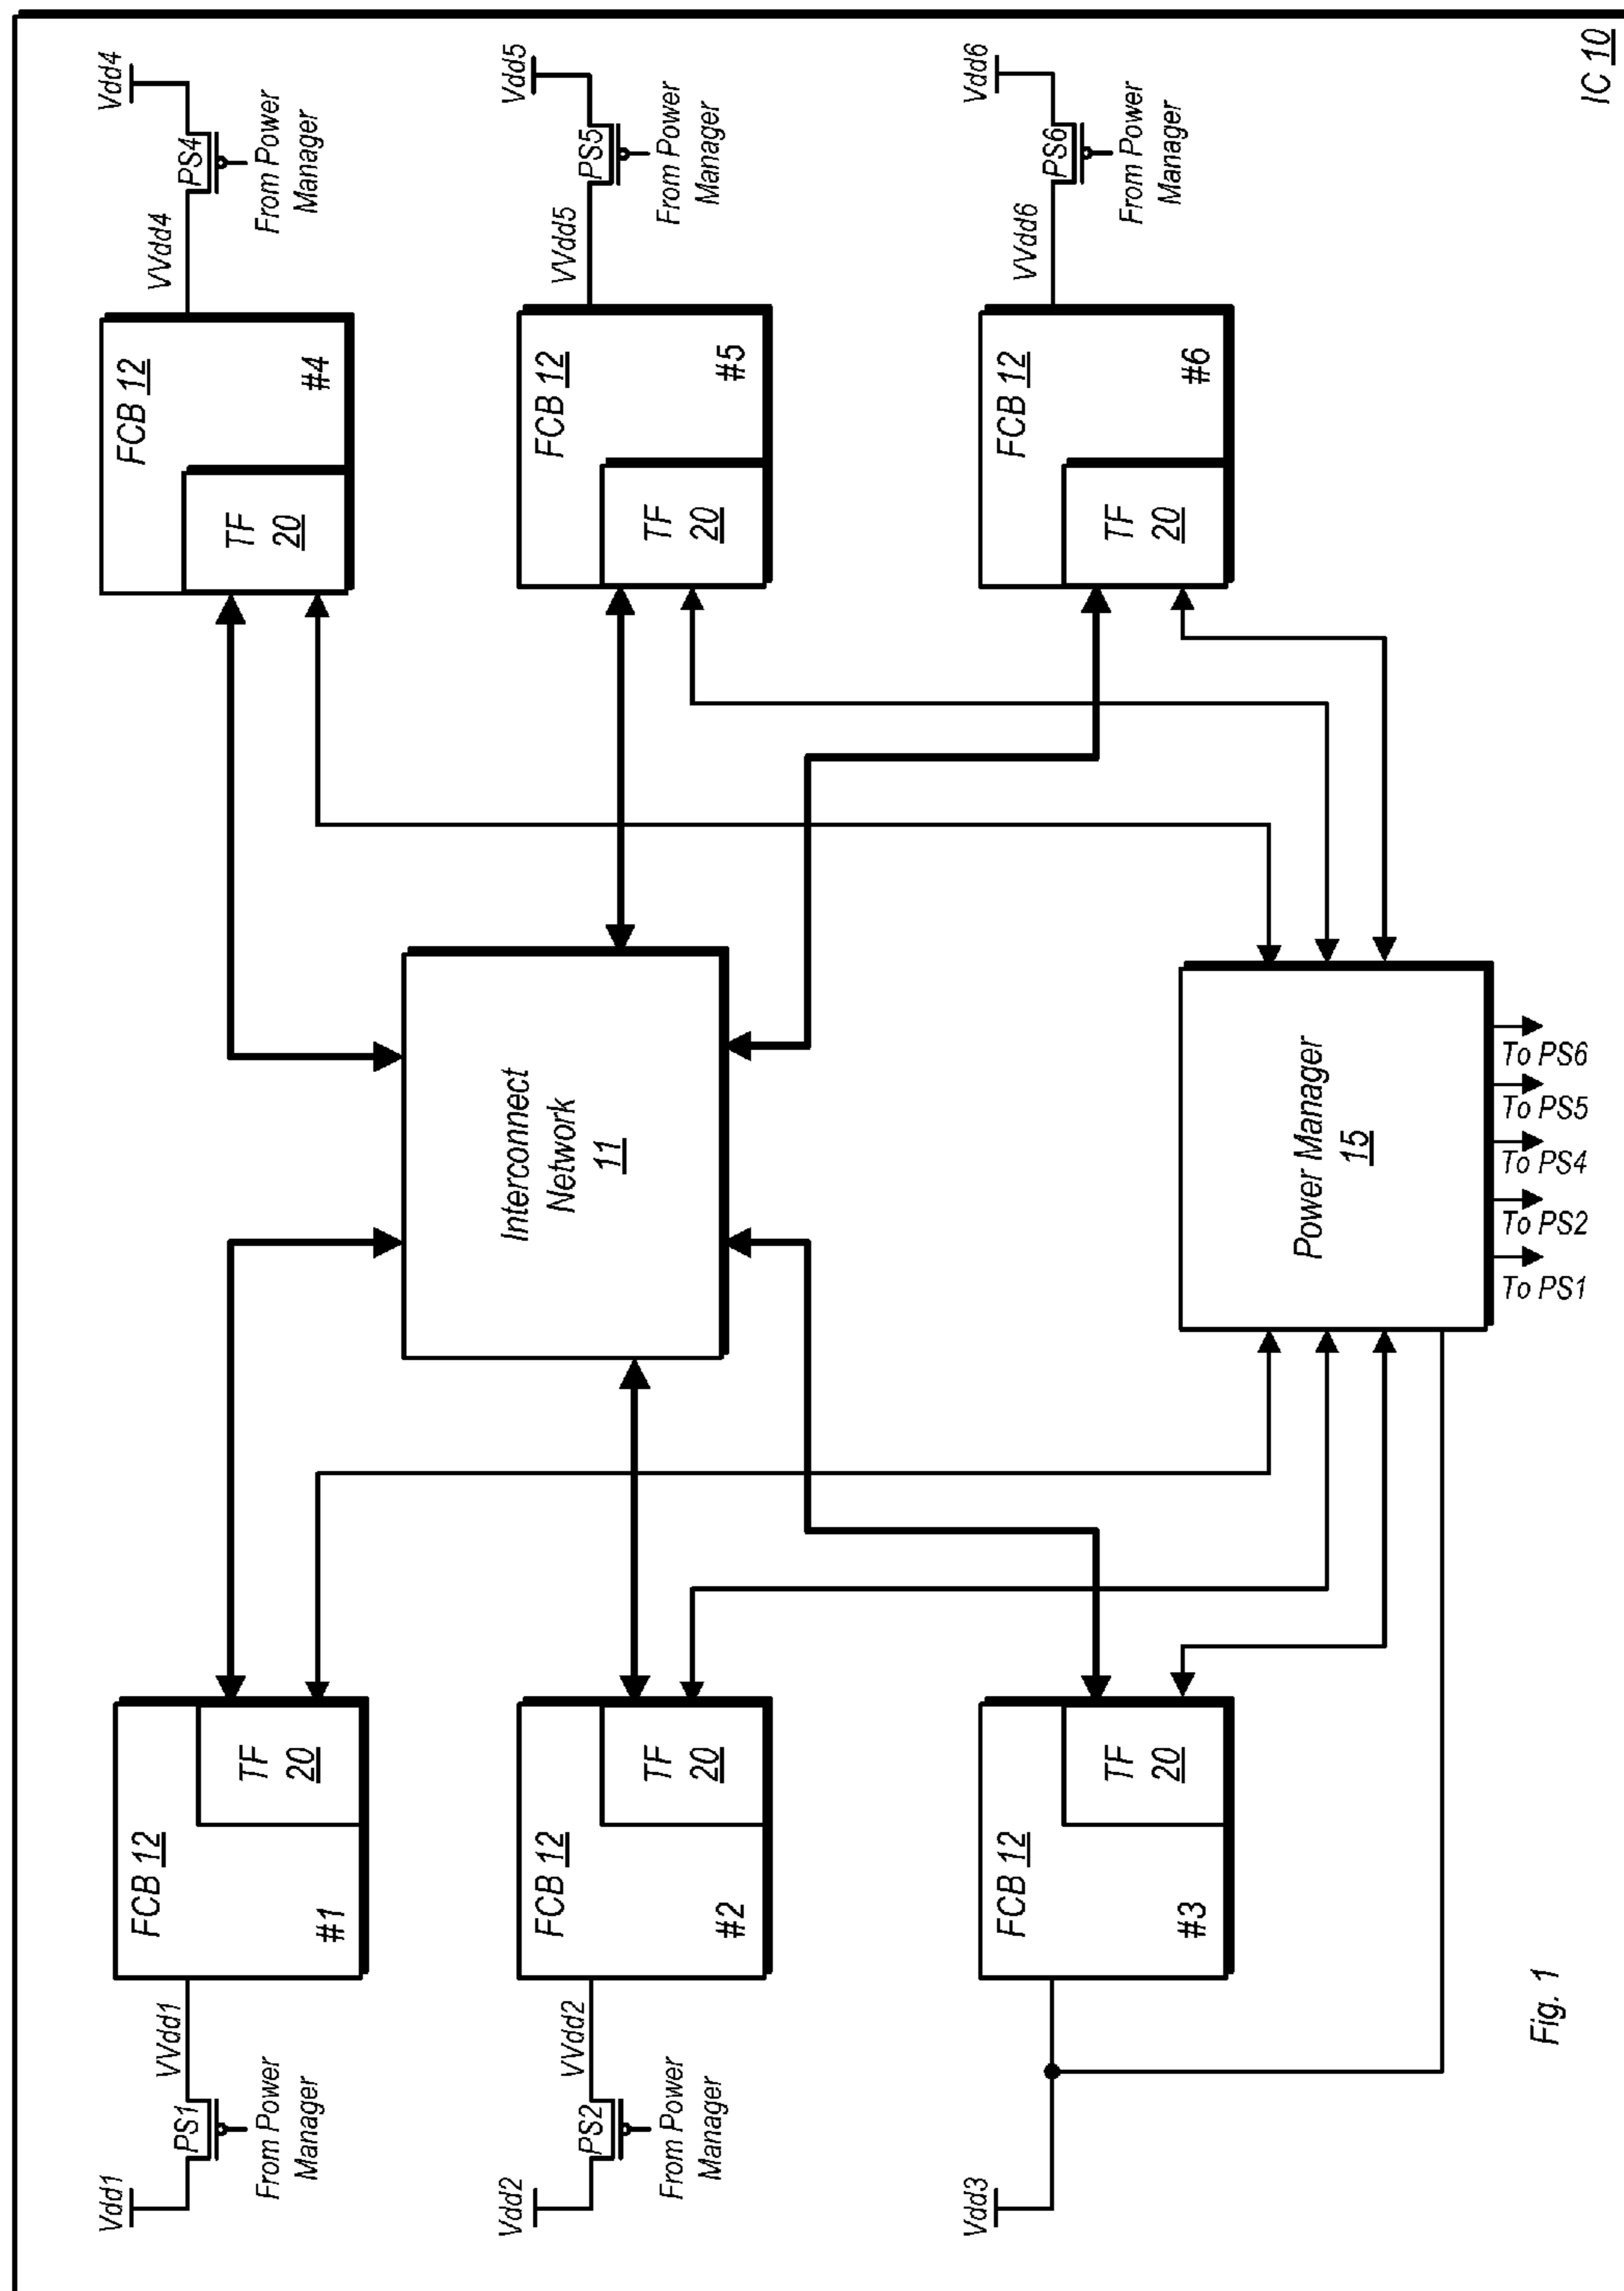 Vdd1
PS1
VVdd1
From Power
Manager
FCB 12
#1
TF
20
Vdd4
PS4
VVdd4
From Power
Manager
FCB 12
#4
TF
20
Vdd2
PS2
VVdd2
From Power
Manager
FCB 12
#2
TF
20
Interconnect
Network
11
Vdd5
PS5
VVdd5
From Power
Manager
FCB 12
#5
TF
20
Vdd3
FCB 12
#3
TF
20
Vdd6
PS6
VVdd6
From Power
Manager
FCB 12
#6
TF
20
Power Manager
15
To PS1
To PS2
To PS4
To PS5
To PS6
Fig. 1
IC 10